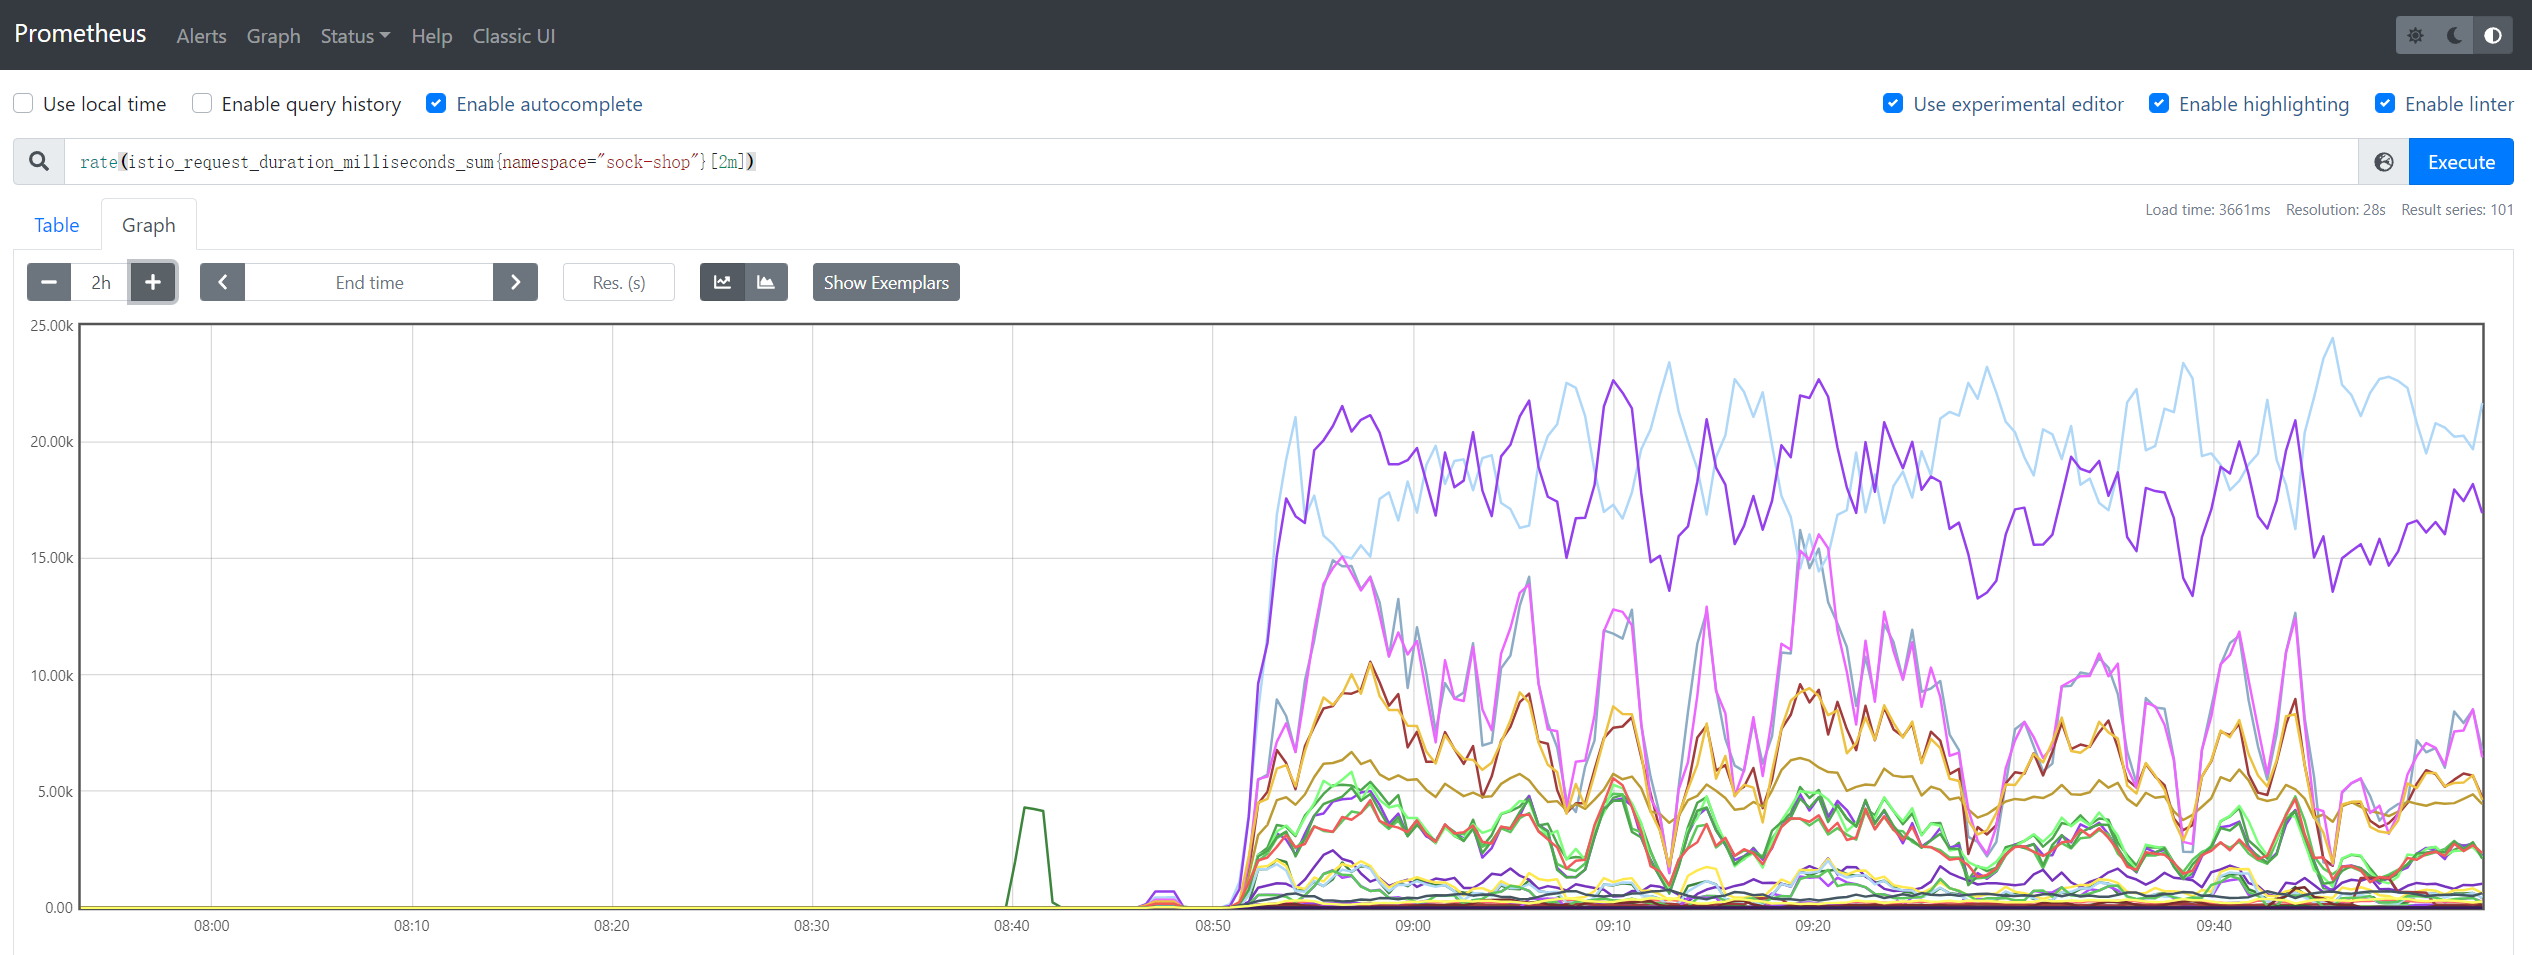 Prometheus Alerts Graph Status Help Classic UI
Use local time Enable query history Enable autocomplete Use experimental editor Enable highlighting Enable linter
rate(istio_request_duration_milliseconds_sum{namespace="sock-shop"}[2m]) Execute
Load time: 3661ms Resolution: 28s Result series: 101
Table Graph
2h End time Res. (s) Show Exemplars
25.00k
20.00k
15.00k
10.00k
5.00k
0.00
08:00 08:10 08:20 08:30 08:40 08:50 09:00 09:10 09:20 09:30 09:40 09:50